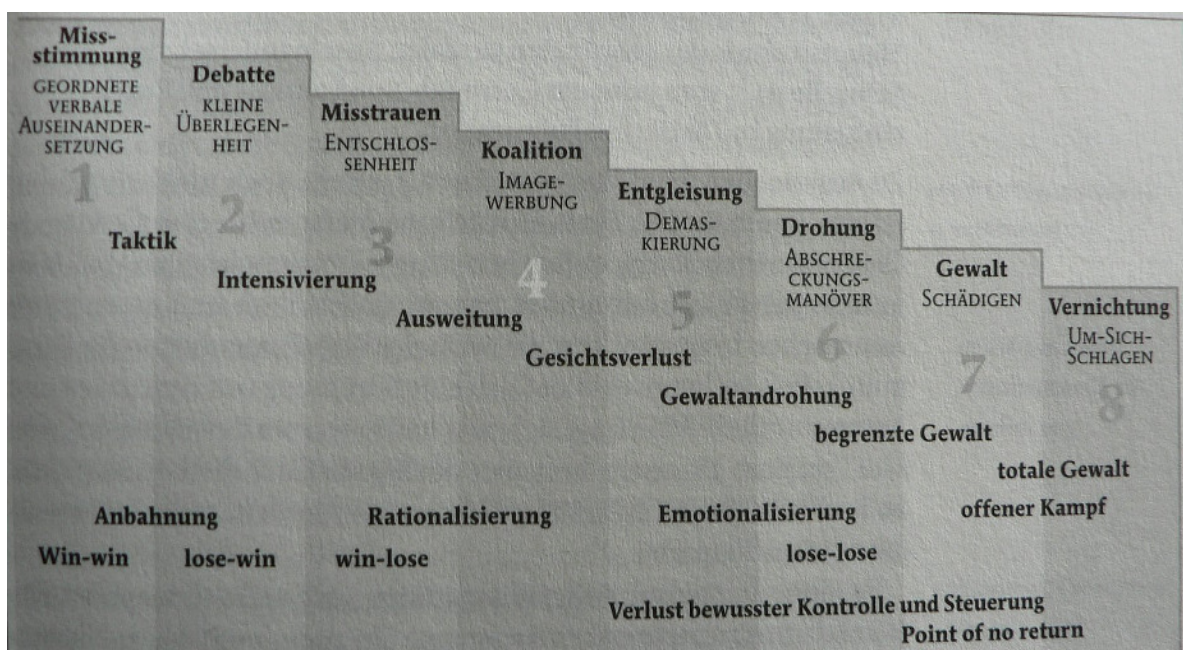 Miss-
stimmung
GEORDNETE
VERBALE
AUSEINANDER-
SETZUNG
1
Debatte
KLEINE
ÜBERLEGEN-
HEIT
2
Misstrauen
ENTSCHLOS-
SENHEIT
3
Koalition
IMAGE-
WERBUNG
4
Entgleisung
DEMAS-
KIERUNG
5
Drohung
ABSCHRE-
CKUNGS-
MANÖVER
6
Gewalt
SCHÄDIGEN
7
Vernichtung
UM-SICH-
SCHLAGEN
8
Taktik
Intensivierung
Ausweitung
Gesichtsverlust
Gewaltandrohung
begrenzte Gewalt
totale Gewalt
Anbahnung Rationalisierung Emotionalisierung offener Kampf
Win-win lose-win win-lose lose-lose
Verlust bewusster Kontrolle und Steuerung
Point of no return